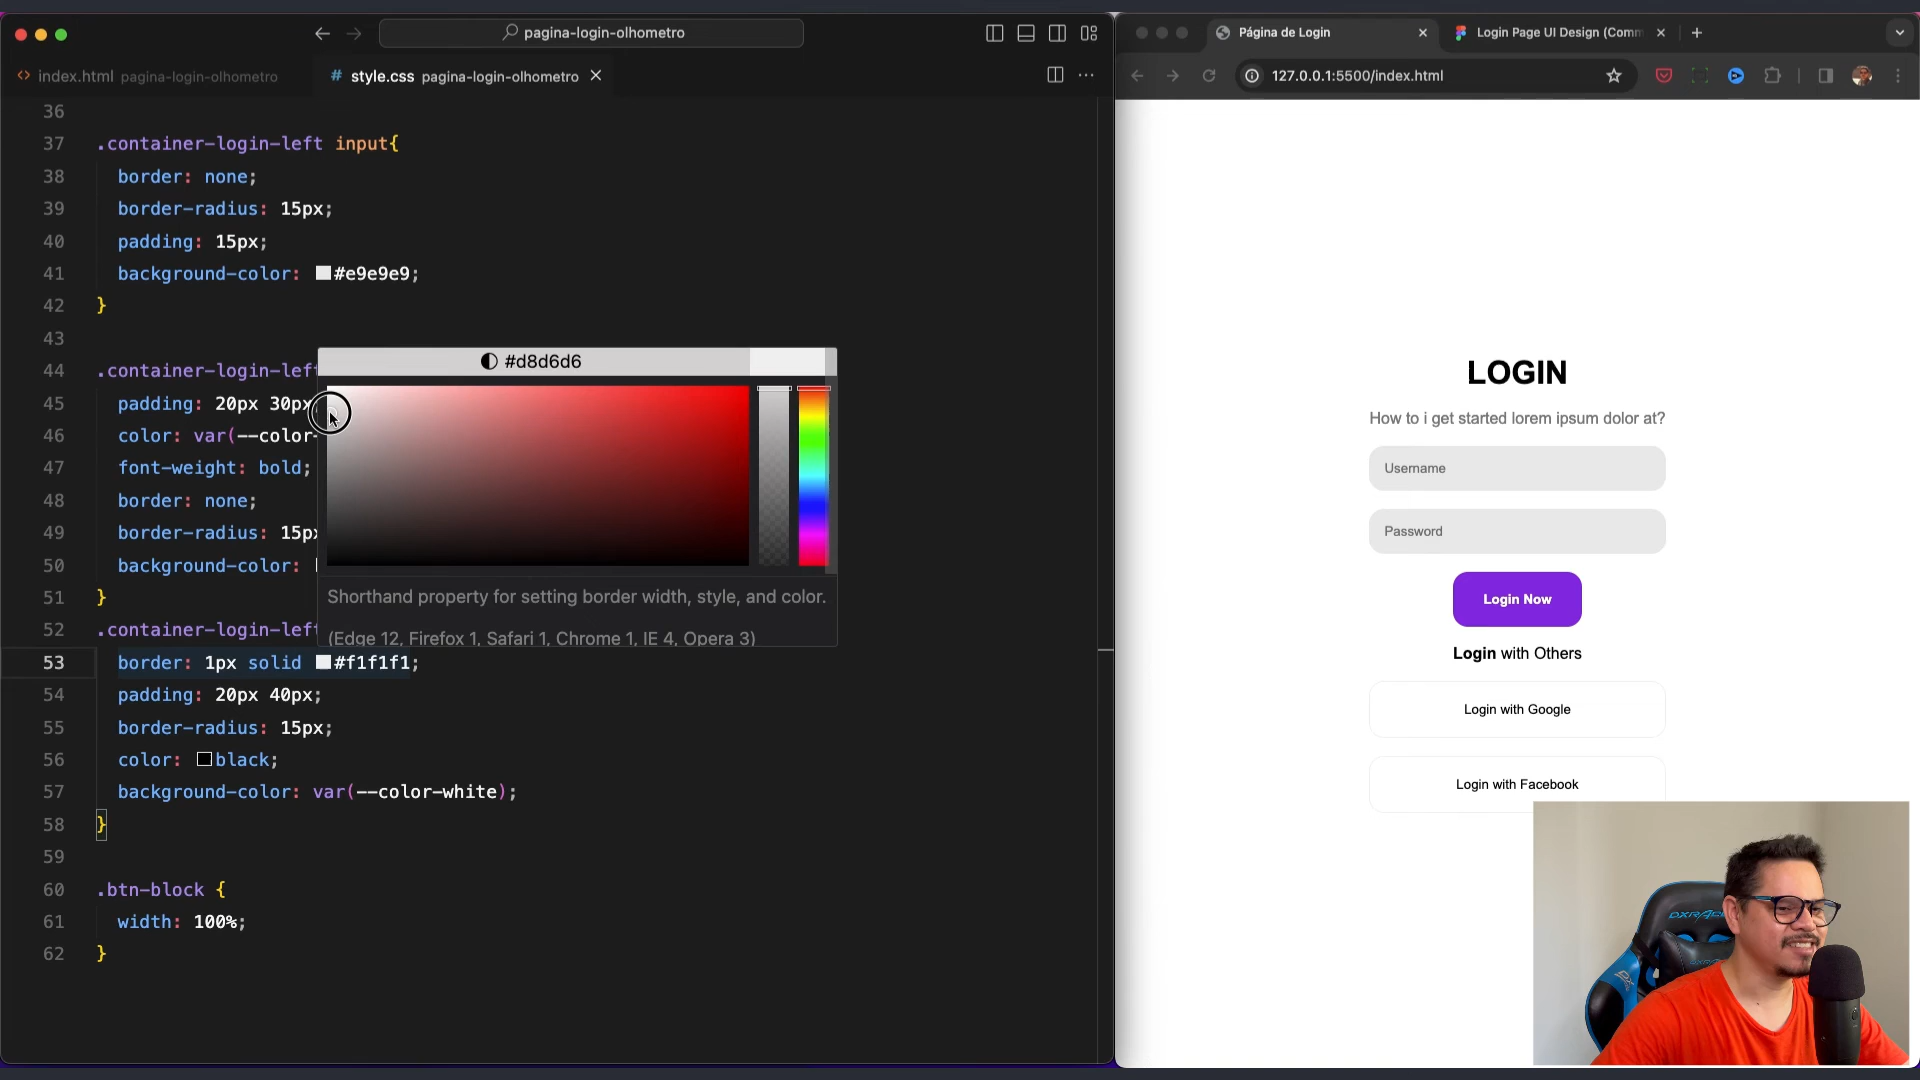 pagina-login-olhometro
index.html pagina-login-olhometro
# style.css pagina-login-olhometro
36
37 .container-login-left input{
38 border: none;
39 border-radius: 15px;
40 padding: 15px;
41 background-color: #e9e9e9;
42 }
43
44 .container-login-left
45 padding: 20px 30px
46 color: var(--color-
47 font-weight: bold;
48 border: none;
49 border-radius: 15px
50 background-color:
51 }
52 .container-login-left
53 border: 1px solid #f1f1f1;
54 padding: 20px 40px;
55 border-radius: 15px;
56 color: black;
57 background-color: var(--color-white);
58 }
59
60 .btn-block {
61 width: 100%;
62 }
#d8d6d6
Shorthand property for setting border width, style, and color.
(Edge 12, Firefox 1, Safari 1, Chrome 1, IE 4, Opera 3)
Página de Login
Login Page UI Design (Comm
127.0.0.1:5500/index.html
LOGIN
How to i get started lorem ipsum dolor at?
Username
Password
Login Now
Login with Others
Login with Google
Login with Facebook